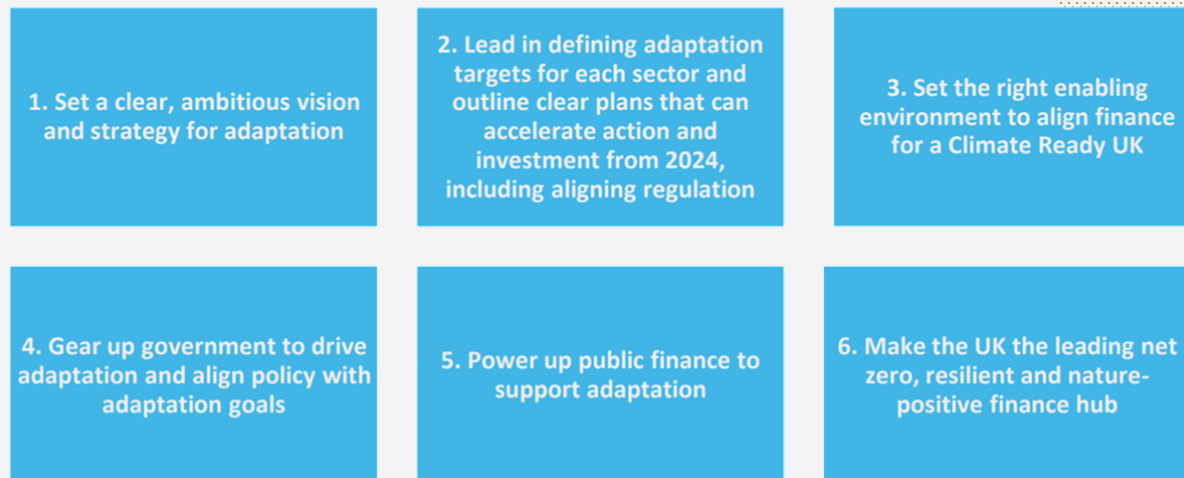 1. Set a clear, ambitious vision
and strategy for adaptation
2. Lead in defining adaptation
targets for each sector and
outline clear plans that can
accelerate action and
investment from 2024,
including aligning regulation
3. Set the right enabling
environment to align finance
for a Climate Ready UK
4. Gear up government to drive
adaptation and align policy with
adaptation goals
5. Power up public finance to
support adaptation
6. Make the UK the leading net
zero, resilient and nature-
positive finance hub